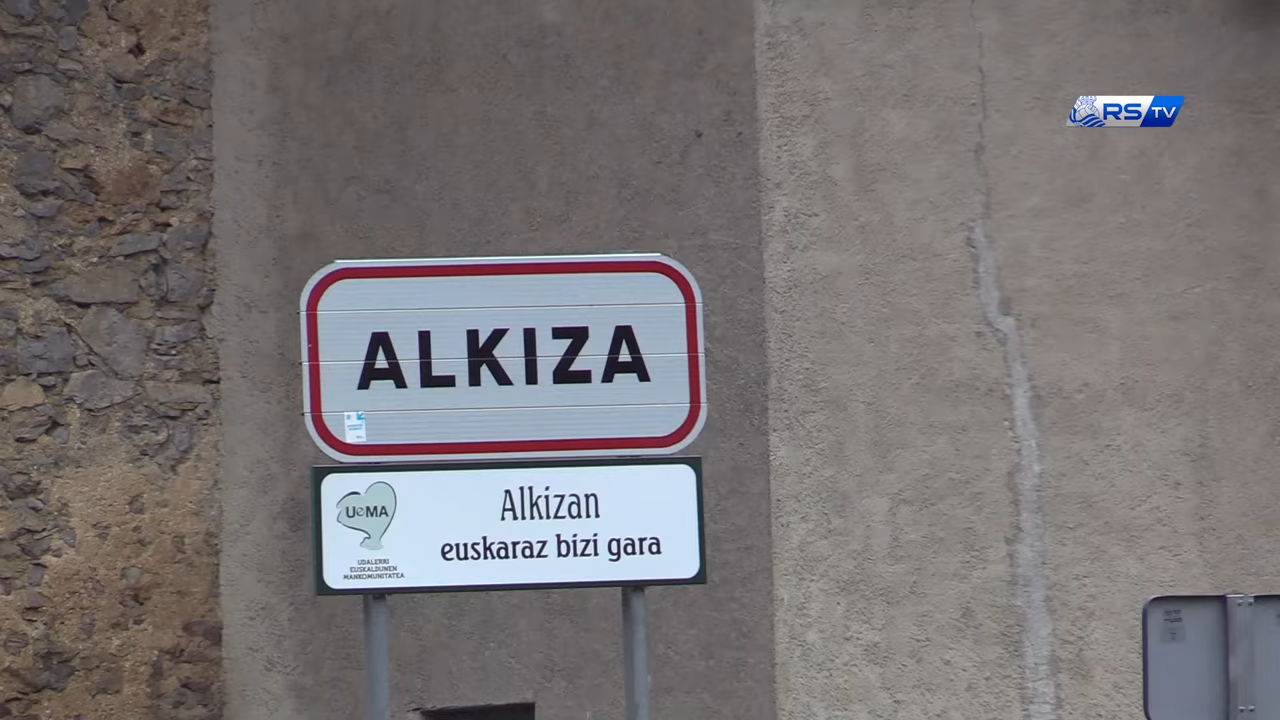 RS TV
ALKIZA
UeMA
UDALERRI
EUSKALDUNEN
MANKOMUNITATEA
Alkizan
euskaraz bizi gara